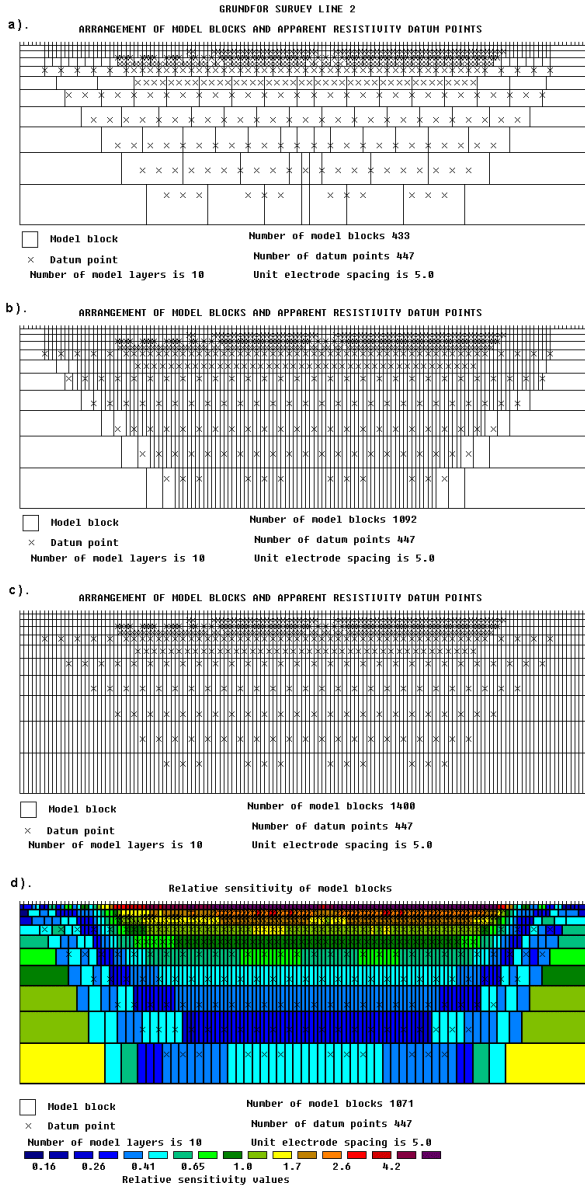 GRUNDFOR SURVEY LINE 2
a).
ARRANGEMENT OF MODEL BLOCKS AND APPARENT RESISTIVITY DATUM POINTS
Model block
Number of model blocks 433
Datum point
Number of datum points 447
Number of model layers is 10
Unit electrode spacing is 5.0
b).
ARRANGEMENT OF MODEL BLOCKS AND APPARENT RESISTIVITY DATUM POINTS
Model block
Number of model blocks 1092
Datum point
Number of datum points 447
Number of model layers is 10
Unit electrode spacing is 5.0
c).
ARRANGEMENT OF MODEL BLOCKS AND APPARENT RESISTIVITY DATUM POINTS
Model block
Number of model blocks 1400
Datum point
Number of datum points 447
Number of model layers is 10
Unit electrode spacing is 5.0
d).
Relative sensitivity of model blocks
Model block
Number of model blocks 1071
Datum point
Number of datum points 447
Number of model layers is 10
Unit electrode spacing is 5.0
0.16 0.26 0.41 0.65 1.0 1.7 2.6 4.2
Relative sensitivity values